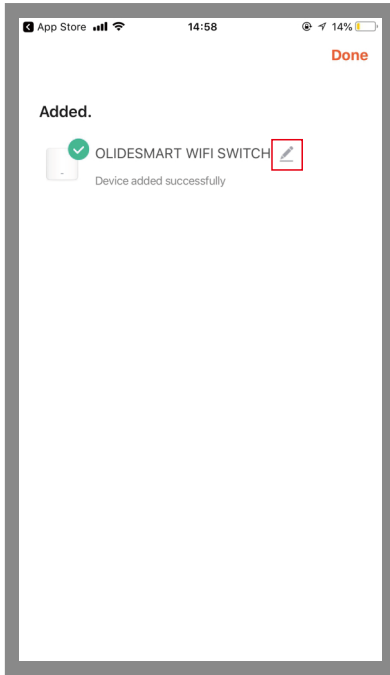 App Store 14:58 14%
Done
Added.
OLIDESMART WIFI SWITCH
Device added successfully